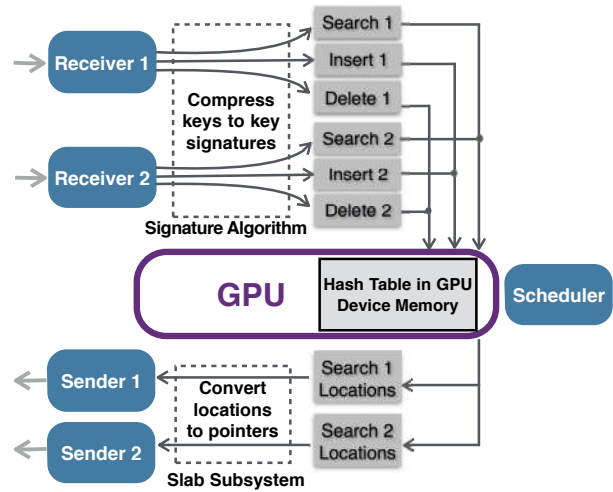 Search 1
Receiver 1
Insert 1
Compress
keys to key
signatures
Delete 1
Search 2
Receiver 2
Insert 2
Delete 2
Signature Algorithm
GPU
Hash Table in GPU
Device Memory
Scheduler
Sender 1
Convert
locations
to pointers
Search 1
Locations
Sender 2
Search 2
Locations
Slab Subsystem